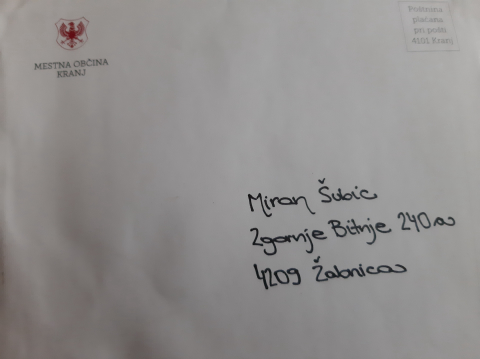 MESTNA OBČINA
KRANJ
Poštnina
plačana
pri pošti
4101 Kranj
Miran Šubic
Zgornje Bitnje 240a
4209 Žabnica